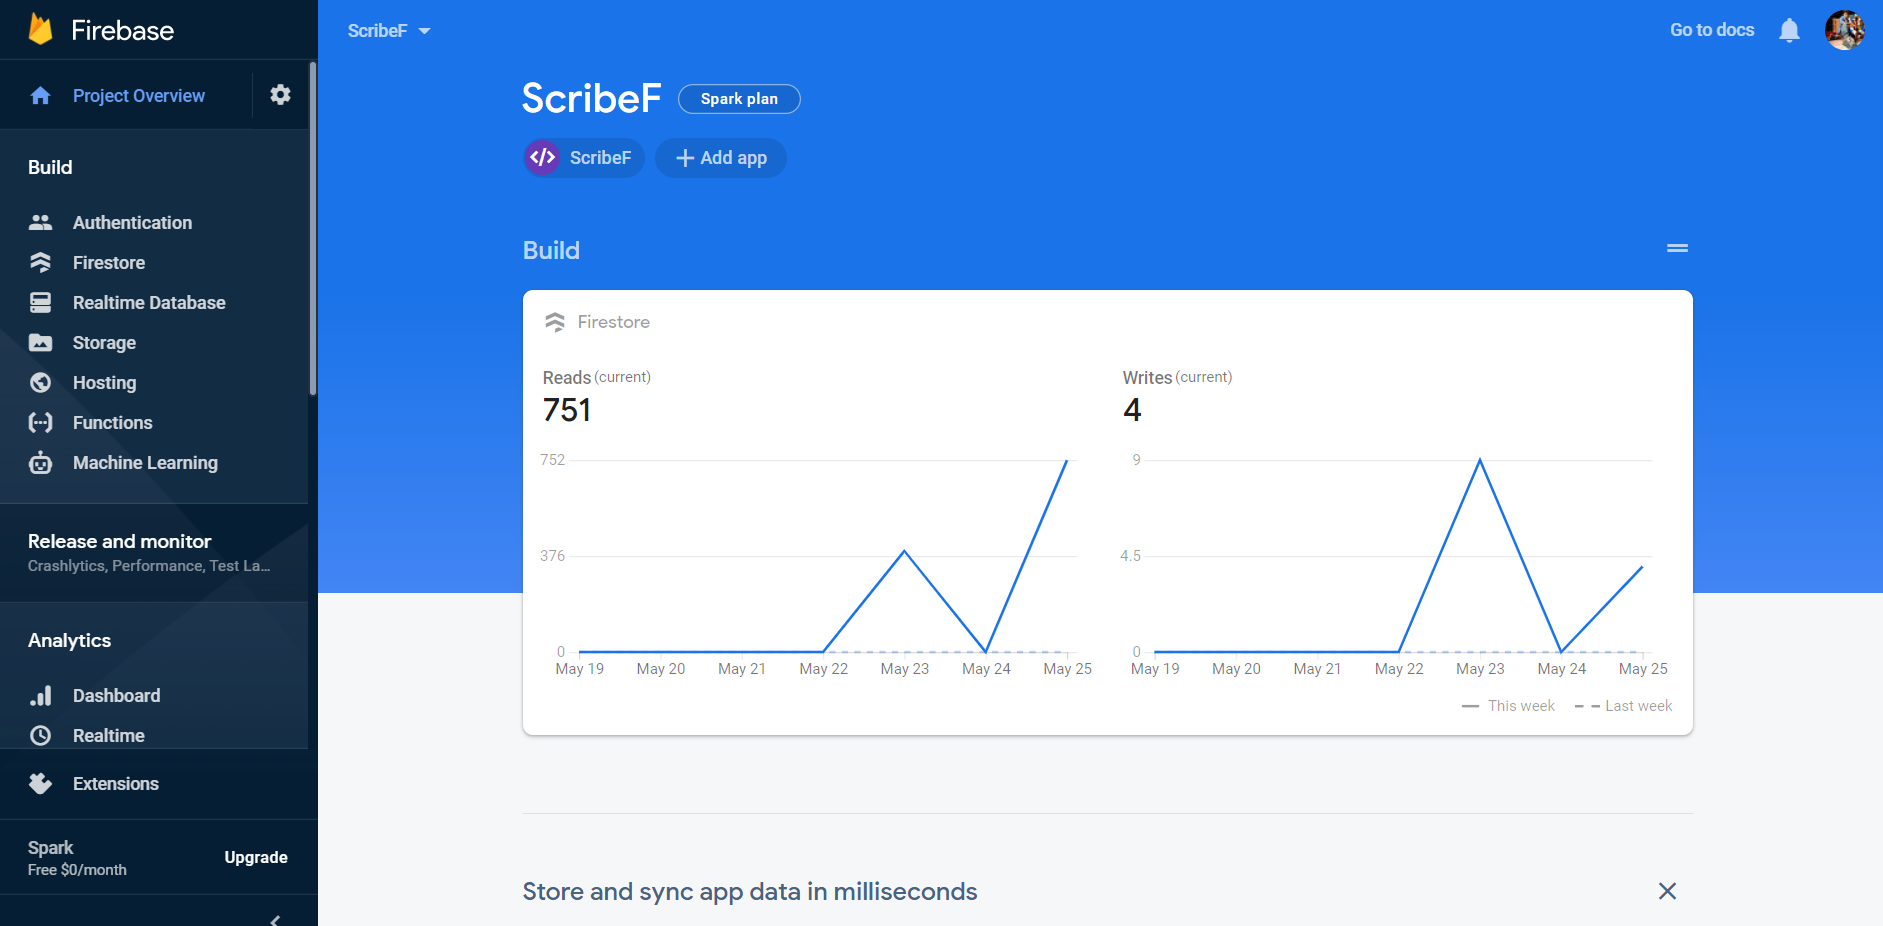 Firebase
Project Overview
Build
Authentication
Firestore
Realtime Database
Storage
Hosting
Functions
Machine Learning
Release and monitor
Crashlytics, Performance, Test La...
Analytics
Dashboard
Realtime
Extensions
Spark
Free $0/month
Upgrade
ScribeF
Go to docs
ScribeF
Spark plan
ScribeF
Add app
Build
Firestore
Reads (current)
751
752
376
0
May 19 May 20 May 21 May 22 May 23 May 24 May 25
Writes (current)
4
9
4.5
0
May 19 May 20 May 21 May 22 May 23 May 24 May 25
This week Last week
Store and sync app data in milliseconds